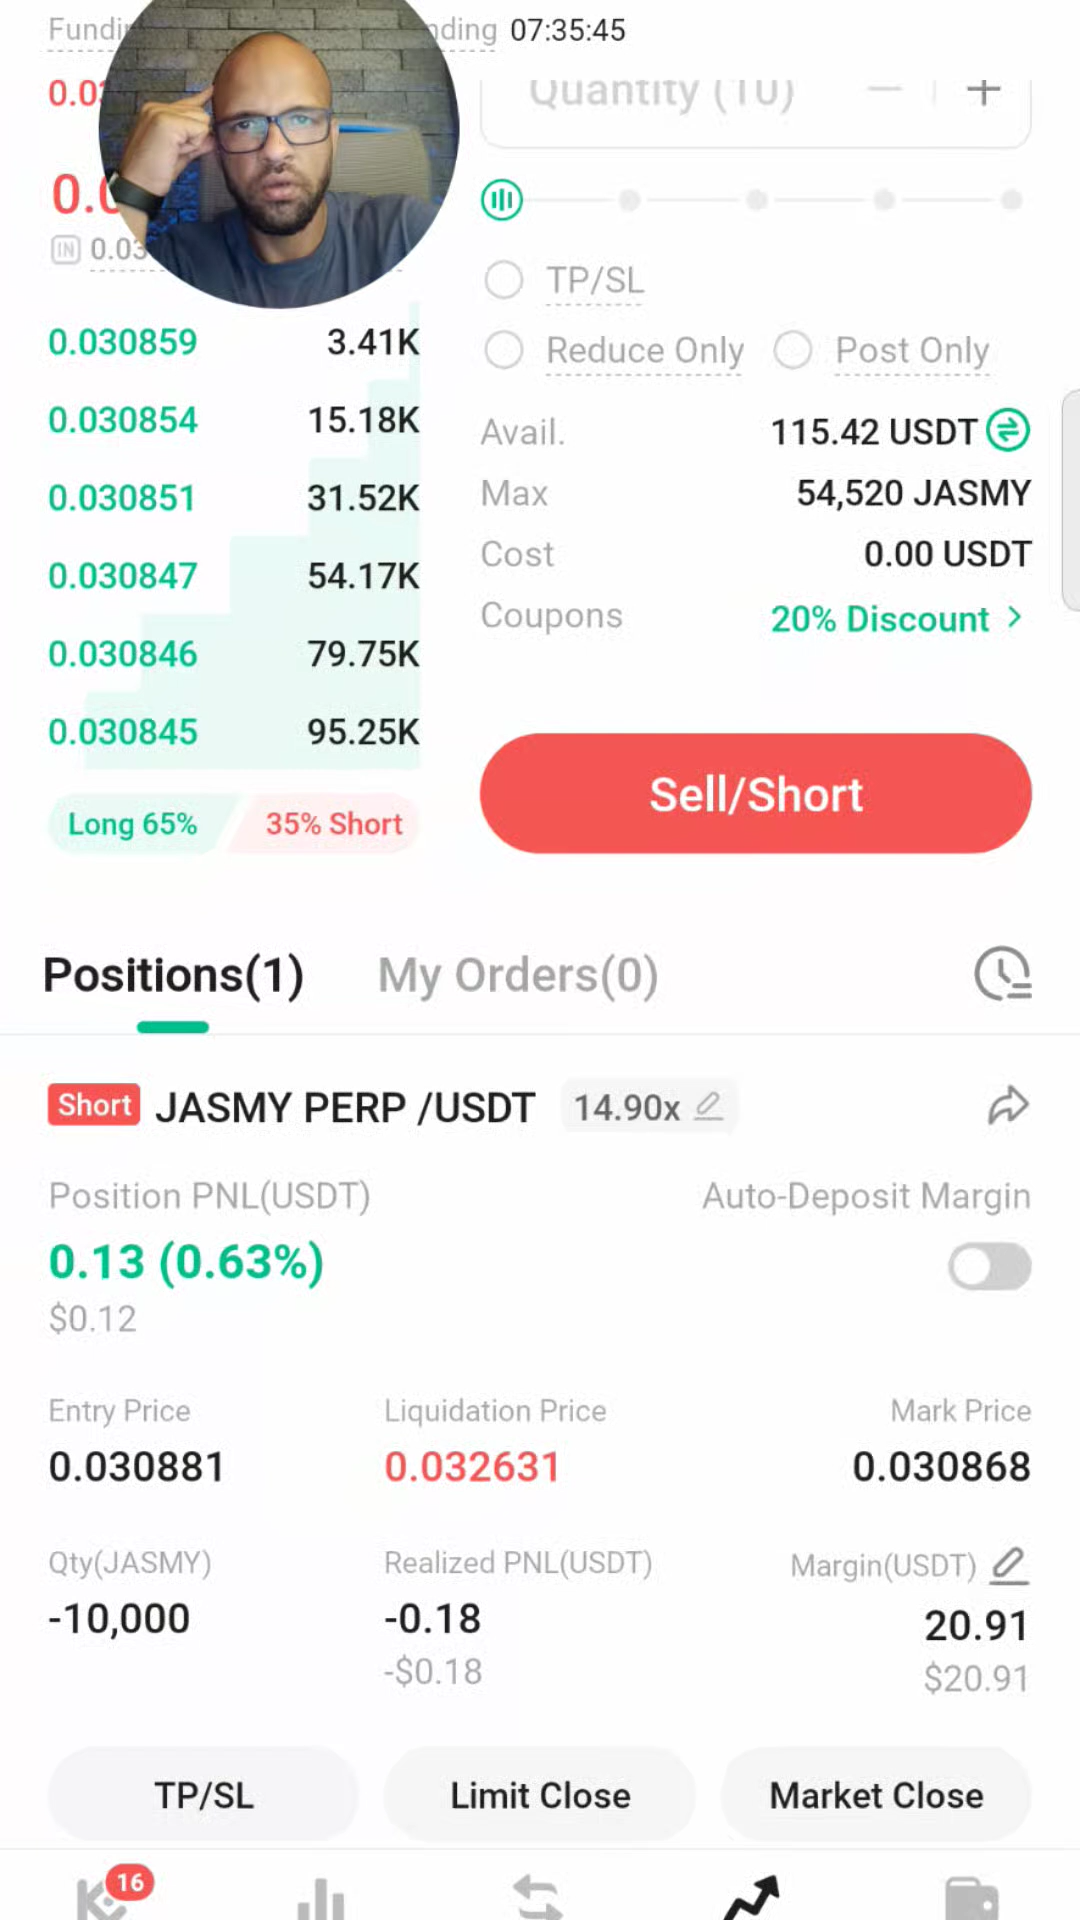 07:35:45
Quantity (10)
IN
0.030859 3.41K
0.030854 15.18K
0.030851 31.52K
0.030847 54.17K
0.030846 79.75K
0.030845 95.25K
Long 65% 35% Short
TP/SL
Reduce Only Post Only
Avail. 115.42 USDT
Max 54,520 JASMY
Cost 0.00 USDT
Coupons 20% Discount >
Sell/Short
Positions(1) My Orders(0)
Short JASMY PERP /USDT 14.90x
Position PNL(USDT) Auto-Deposit Margin
0.13 (0.63%)
$0.12
Entry Price Liquidation Price Mark Price
0.030881 0.032631 0.030868
Qty(JASMY) Realized PNL(USDT) Margin(USDT)
-10,000 -0.18 20.91
-$0.18 $20.91
TP/SL Limit Close Market Close
16